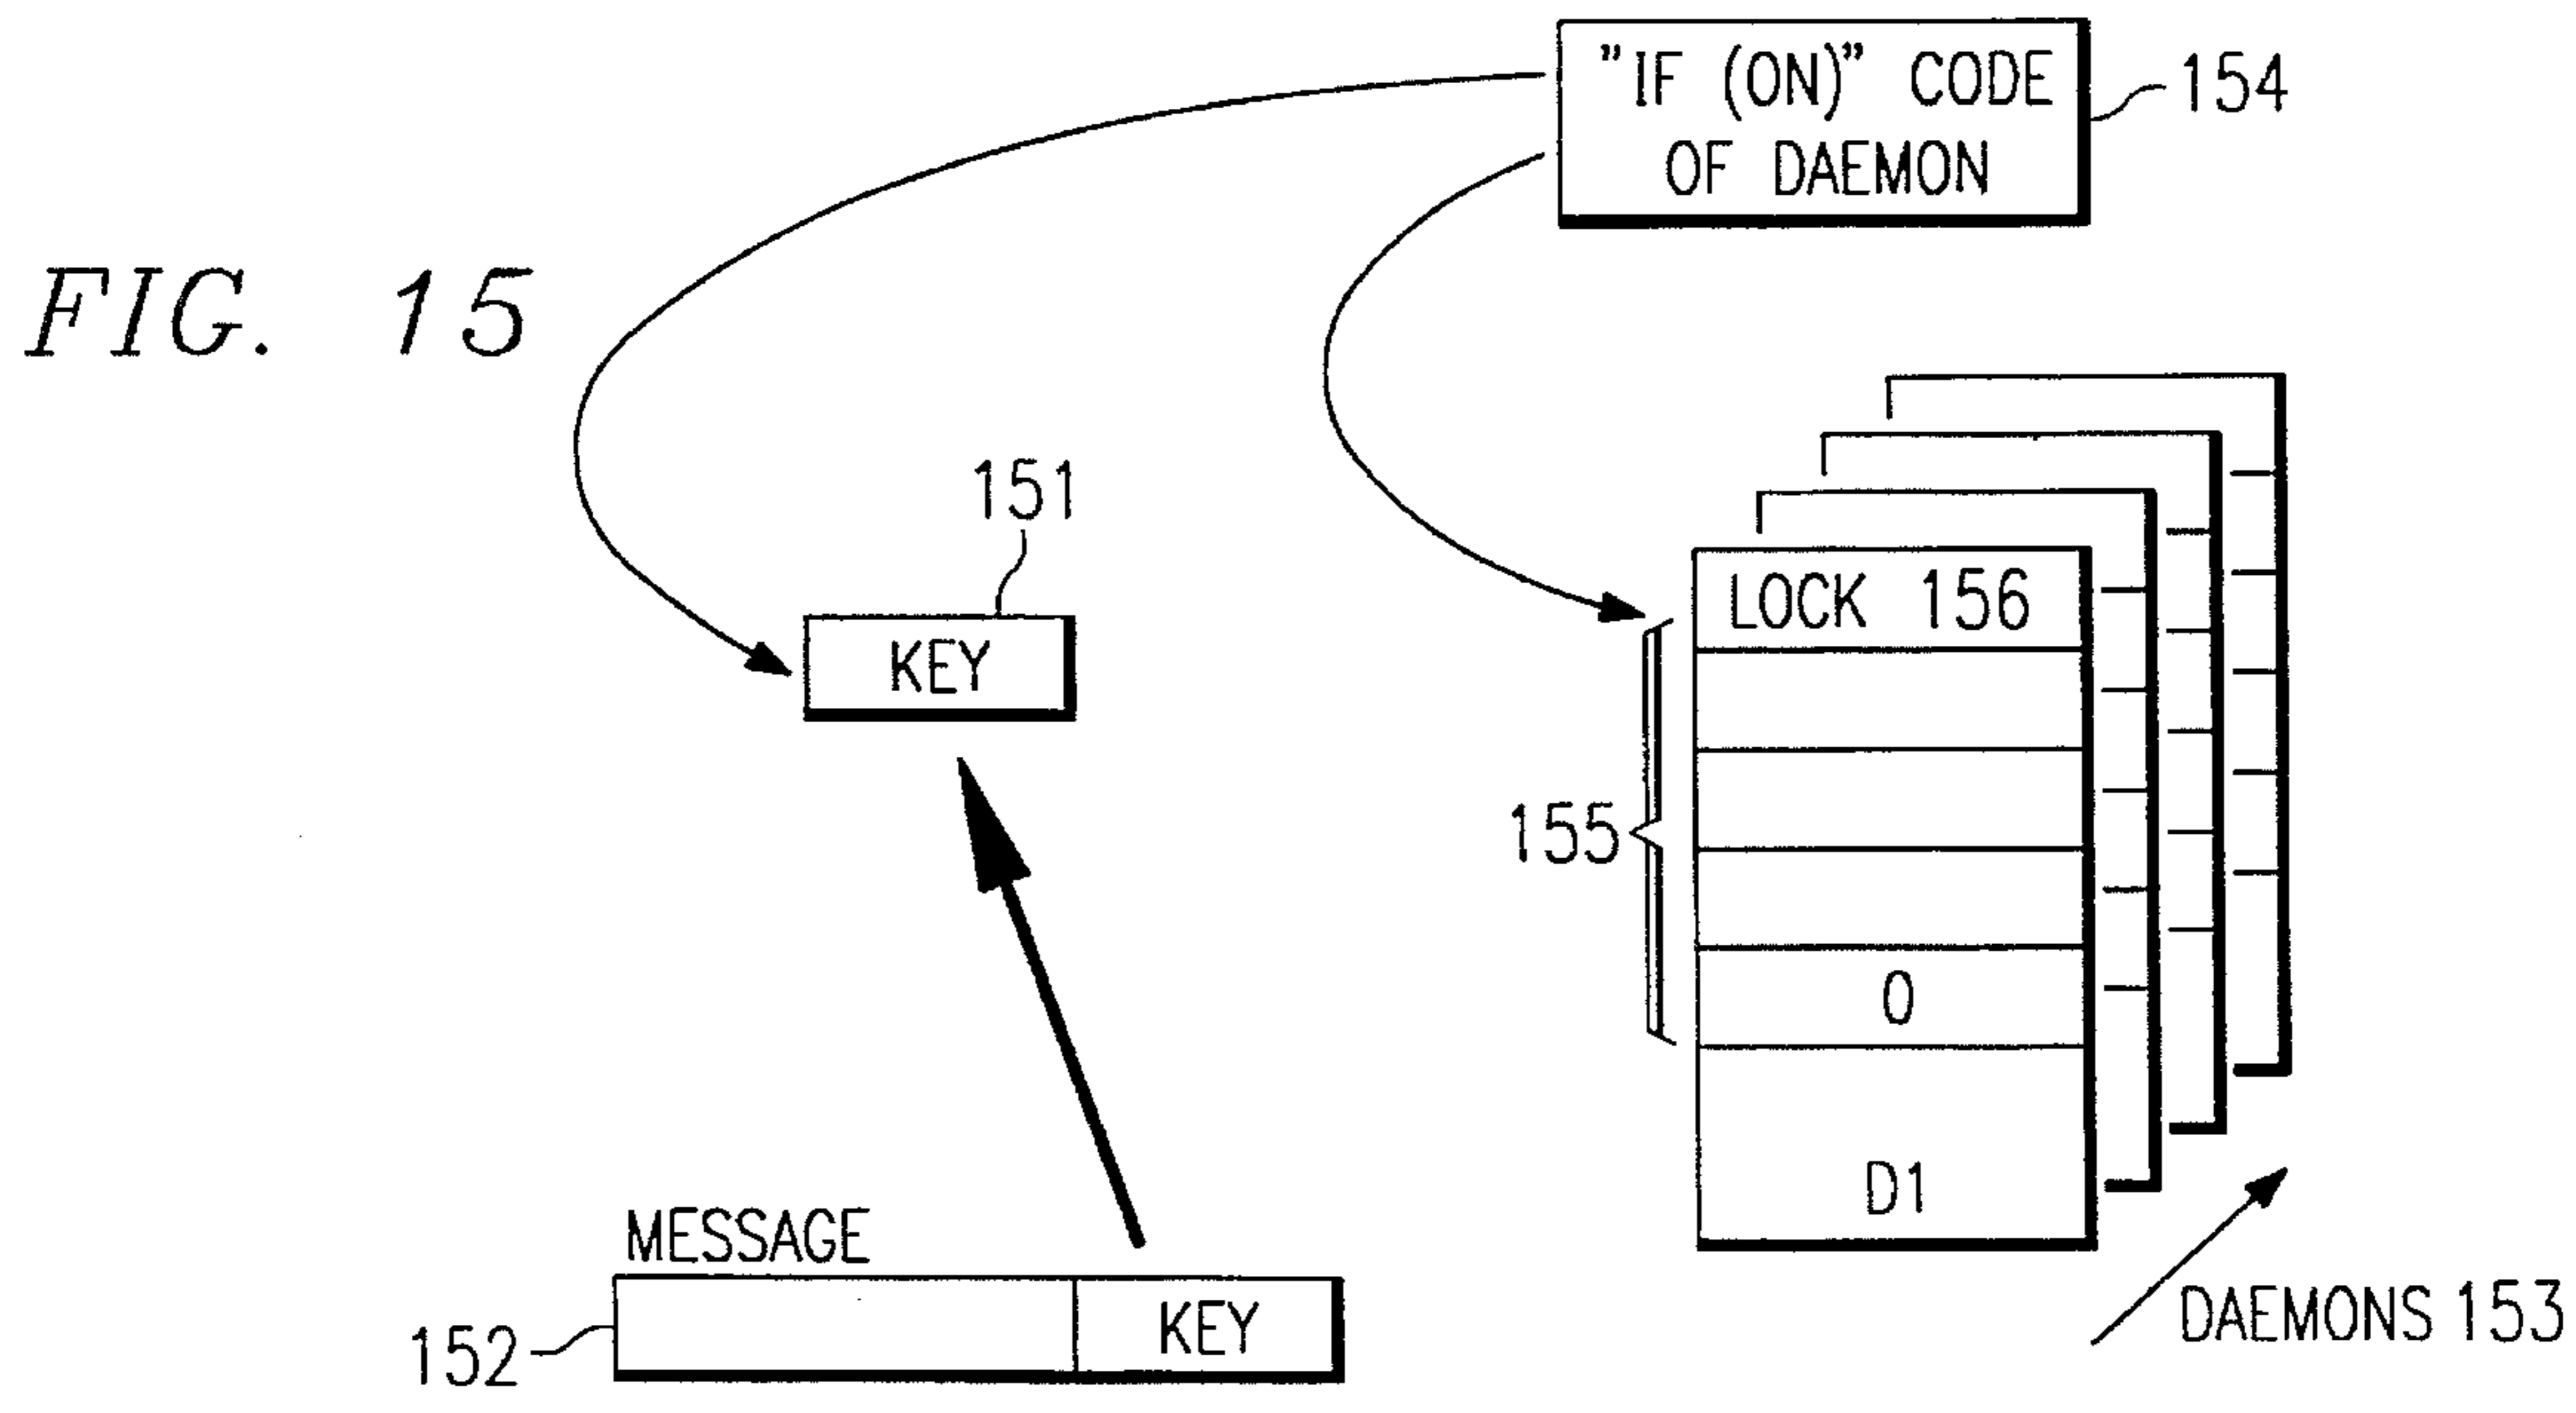 "IF (ON)" CODE
OF DAEMON
154
FIG. 15
151
KEY
LOCK 156
155
0
D1
MESSAGE
152
KEY
DAEMONS 153